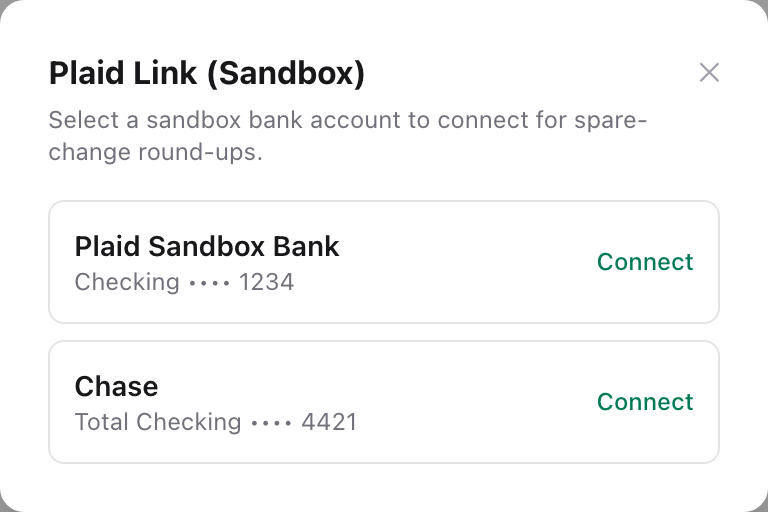 Plaid Link (Sandbox)
Select a sandbox bank account to connect for spare-
change round-ups.
Plaid Sandbox Bank
Checking •••• 1234
Connect
Chase
Total Checking •••• 4421
Connect